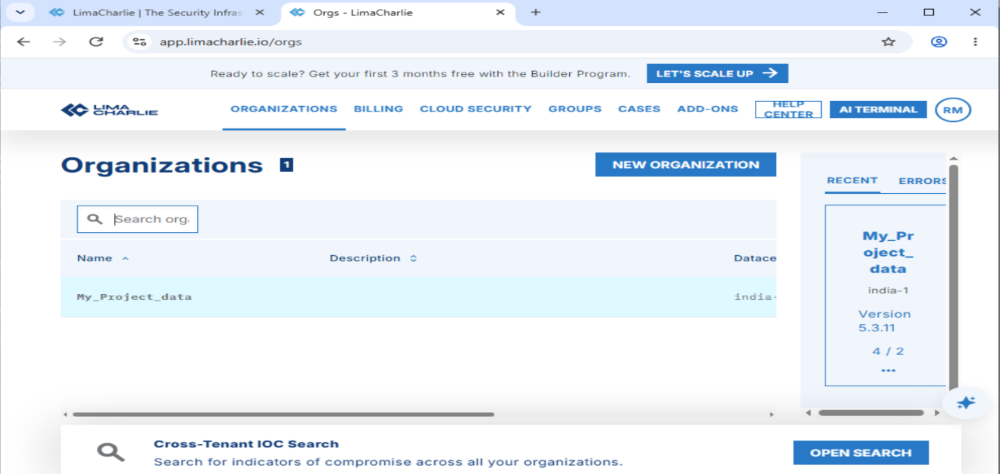 LimaCharlie | The Security Infras
Orgs - LimaCharlie
app.limacharlie.io/orgs
Ready to scale? Get your first 3 months free with the Builder Program.
LET'S SCALE UP
LIMA
CHARLIE
ORGANIZATIONS
BILLING
CLOUD SECURITY
GROUPS
CASES
ADD-ONS
HELP
CENTER
AI TERMINAL
RM
Organizations 1
NEW ORGANIZATION
Search org
Name
Description
Datace
My_Project_data
india-
RECENT
ERRORS
My_Pr
oject_
data
india-1
Version
5.3.11
4 / 2
•••
Cross-Tenant IOC Search
Search for indicators of compromise across all your organizations.
OPEN SEARCH